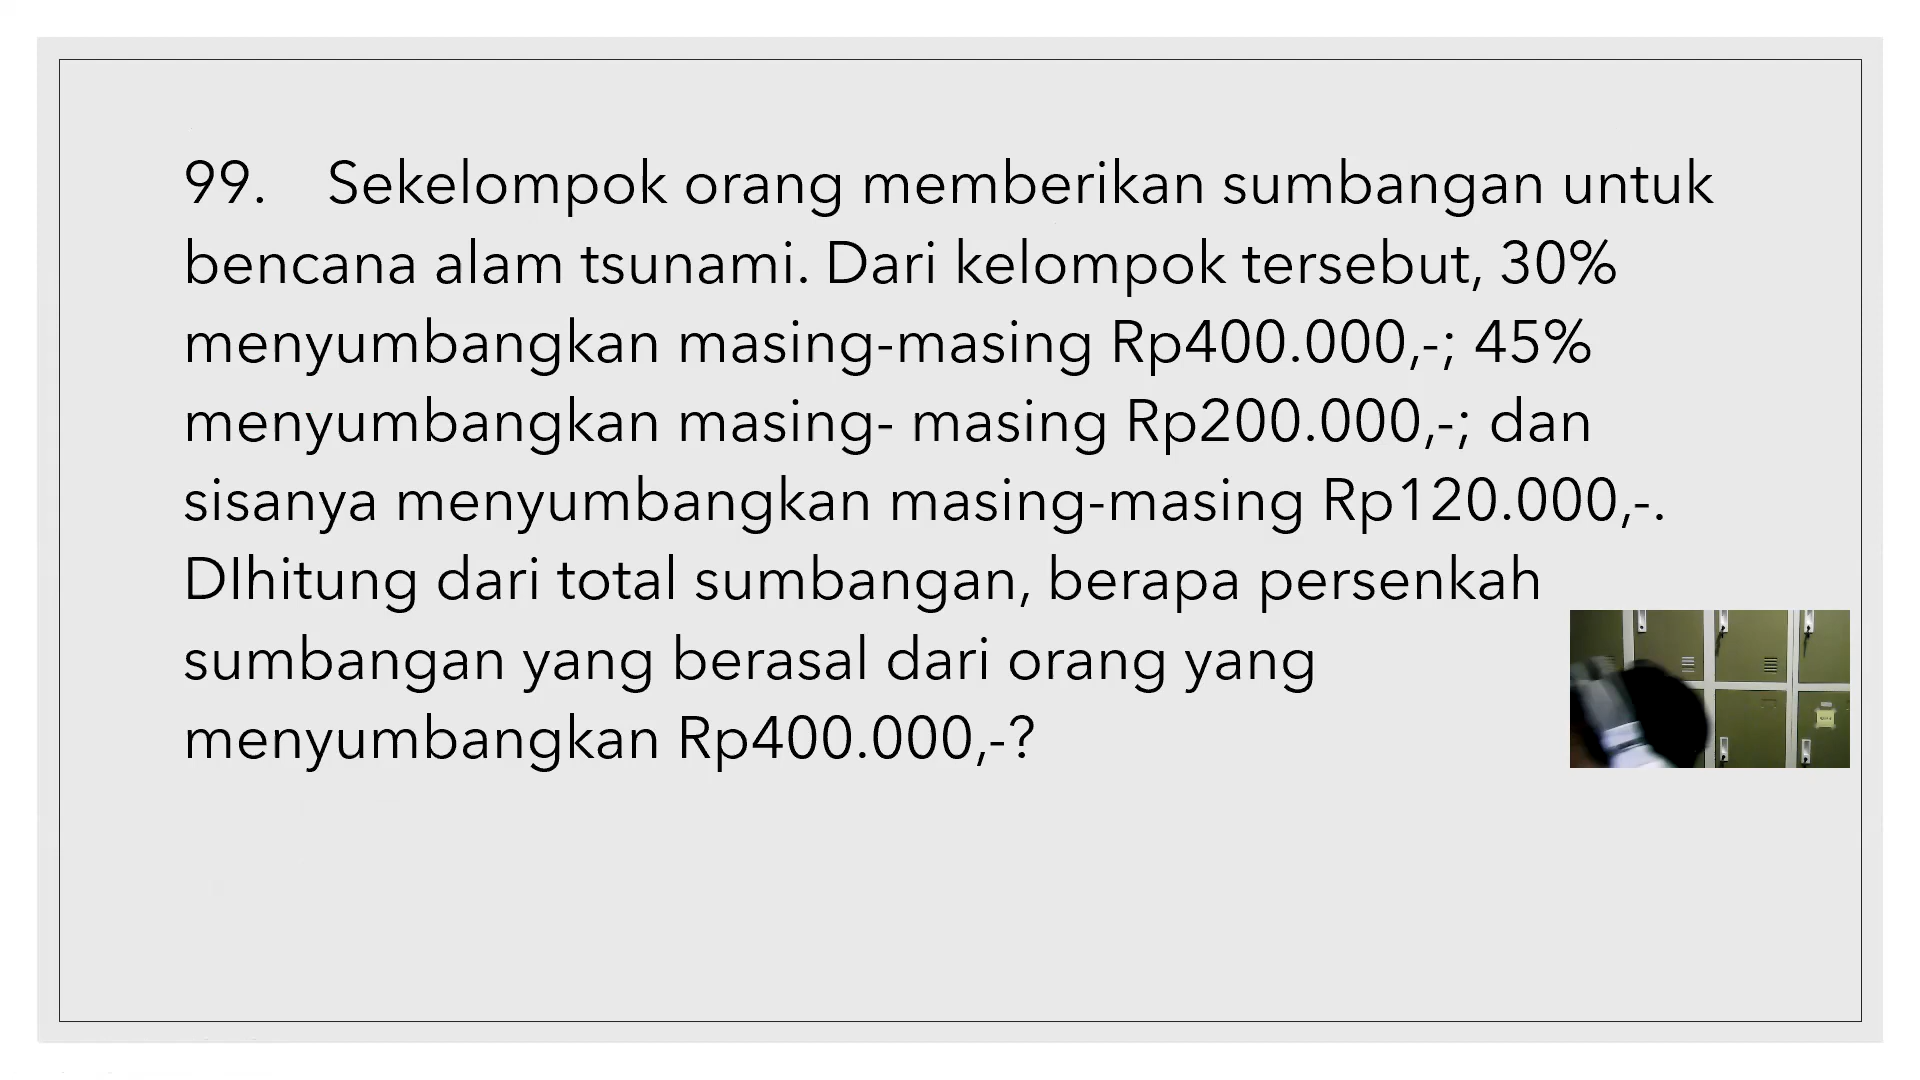 99. Sekelompok orang memberikan sumbangan untuk
bencana alam tsunami. Dari kelompok tersebut, 30%
menyumbangkan masing-masing Rp400.000,-; 45%
menyumbangkan masing- masing Rp200.000,-; dan
sisanya menyumbangkan masing-masing Rp120.000,-.
DIhitung dari total sumbangan, berapa persenkah
sumbangan yang berasal dari orang yang
menyumbangkan Rp400.000,-?